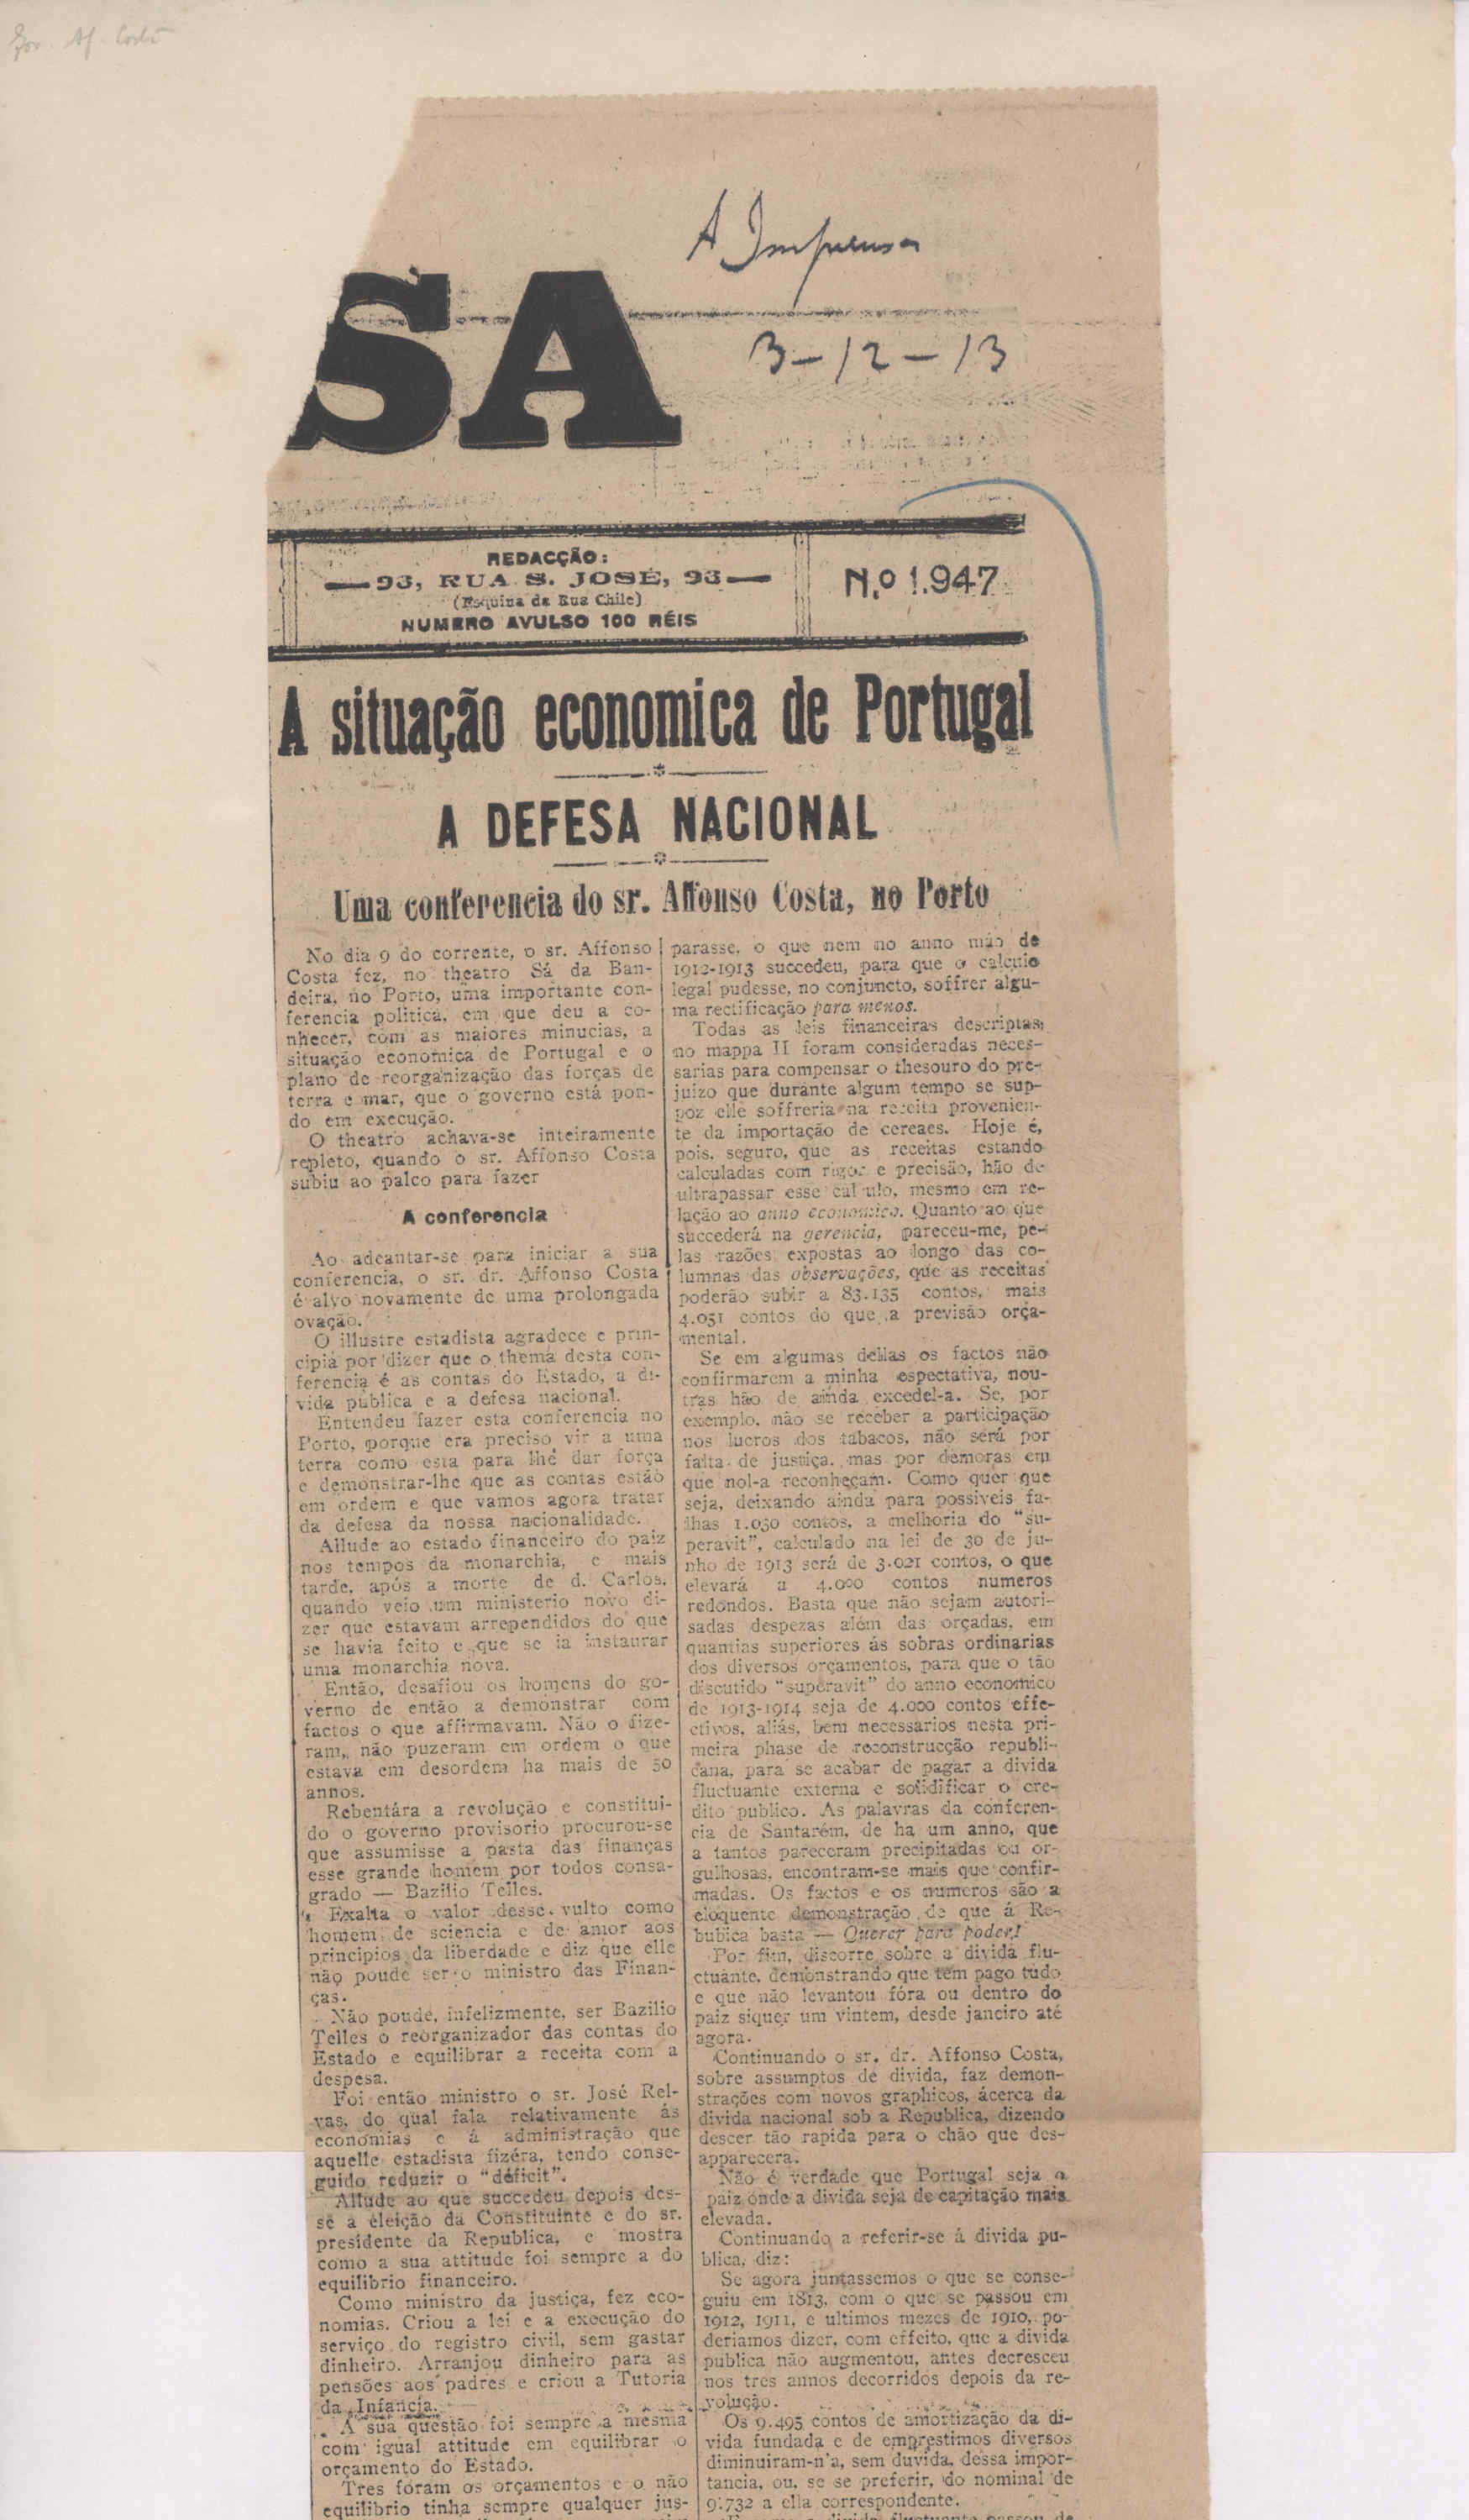 Af. Costa
A Imprensa
3-12-13
SA
REDACÇÃO:
93, RUA S. JOSÉ, 93
(Esquina da Rua Chile)
NUMERO AVULSO 100 RÉIS
N.º 1.947
A situação economica de Portugal
A DEFESA NACIONAL
Uma conferencia do sr. Affonso Costa, no Porto
No dia 9 do corrente, o sr. Affonso
Costa fez, no theatro Sá da Ban-
deira, no Porto, uma importante con-
ferencia politica, em que deu a co-
nhecer, com as maiores minucias, a
situação economica de Portugal e o
plano de reorganização das forças de
terra e mar, que o governo está pon-
do em execução.
O theatro achava-se inteiramente
repleto, quando o sr. Affonso Costa
subiu ao palco para fazer
A conferencia
Ao adeantar-se para iniciar a sua
conferencia, o sr. dr. Affonso Costa
é alvo novamente de uma prolongada
ovação.
O illustre estadista agradece e prin-
cipia por dizer que o thema desta con-
ferencia é as contas do Estado, a di-
vida publica e a defesa nacional.
Entendeu fazer esta conferencia no
Porto, porque era preciso vir a uma
terra como esta para lhe dar força
e demonstrar-lhe que as contas estão
em ordem e que vamos agora tratar
da defesa da nossa nacionalidade.
Allude ao estado financeiro do paiz
nos tempos da monarchia, e mais
tarde, após a morte de d. Carlos,
quando veio um ministerio novo di-
zer que estavam arrependidos do que
se havia feito e que se ia instaurar
uma monarchia nova.
Então, desafiou os homens do go-
verno de então a demonstrar com
factos o que affirmavam. Não o fize-
ram, não puzeram em ordem o que
estava em desordem ha mais de 50
annos.
Rebentára a revolução e constitui-
do o governo provisorio procurou-se
que assumisse a pasta das finanças
esse grande homem por todos consa-
grado — Bazilio Telles.
Exalta o valor desse vulto como
homem de sciencia e de amor aos
principios da liberdade e diz que elle
não poude ser o ministro das Finan-
ças.
Não poude, infelizmente, ser Bazilio
Telles o reorganizador das contas do
Estado e equilibrar a receita com a
despesa.
Foi então ministro o sr. José Rel-
vas, do qual fala relativamente ás
economias e á administração que
aquelle estadista fizéra, tendo conse-
guido reduzir o "déficit".
Allude ao que succedeu depois des-
se á eleição da Constituinte e do sr.
presidente da Republica, e mostra
como a sua attitude foi sempre a do
equilibrio financeiro.
Como ministro da justiça, fez eco-
nomias. Criou a lei e a execução do
serviço do registro civil, sem gastar
dinheiro. Arranjou dinheiro para as
pensões aos padres e criou a Tutoria
da Infancia.
A sua questão foi sempre a mesma
com igual attitude em equilibrar o
orçamento do Estado.
Tres foram os orçamentos e o não
equilibrio tinha sempre qualquer jus-
parasse, o que nem no anno mão de
1912-1913 succedeu, para que o calculo
legal pudesse, no conjuncto, soffrer algu-
ma rectificação para menos.
Todas as leis financeiras descriptas
no mappa II foram consideradas neces-
sarias para compensar o thesouro do pre-
juizo que durante algum tempo se sup-
poz elle soffreria na receita provenien-
te da importação de cereaes. Hoje é,
pois, seguro, que as receitas estando
calculadas com rigor e precisão, hão de
ultrapassar esse cal ulo, mesmo em re-
lação ao anno economico. Quanto ao que
succederá na gerencia, pareceu-me, pe-
las razões expostas ao longo das co-
lumnas das observações, que as receitas
poderão subir a 83.135 contos, mais
4.051 contos do que a previsão orça-
mental.
Se em algumas dellas os factos não
confirmarem a minha espectativa, nou-
tras hão de ainda excedel-a. Se, por
exemplo, não se receber a participação
nos lucros dos tabacos, não será por
falta de justiça, mas por demoras em
que nol-a reconheçam. Como quer que
seja, deixando ainda para possiveis fa-
lhas 1.030 contos, a melhoria do "su-
peravit", calculado na lei de 30 de ju-
nho de 1913 será de 3.021 contos, o que
elevará a 4.000 contos numeros
redondos. Basta que não sejam autori-
sadas despezas além das orçadas, em
quantias superiores ás sobras ordinarias
dos diversos orçamentos, para que o tão
discutido "superavit" do anno economico
de 1913-1914 seja de 4.000 contos effe-
ctivos, aliás, bem necessarios nesta pri-
meira phase de reconstrucção republi-
cana, para se acabar de pagar a divida
fluctuante externa e solidificar o cre-
dito publico. As palavras da conferen-
cia de Santarém, de ha um anno, que
a tantos pareceram precipitadas ou or-
gulhosas, encontram-se mais que confir-
madas. Os factos e os numeros são a
eloquente demonstração de que á Re-
bubica basta — Querer para poder!
Por fim, discorre sobre a divida flu-
ctuante, demonstrando que tem pago tudo
e que não levantou fóra ou dentro do
paiz siquer um vintem, desde janeiro até
agora.
Continuando o sr. dr. Affonso Costa,
sobre assumptos de divida, faz demon-
strações com novos graphicos, ácerca da
divida nacional sob a Republica, dizendo
descer tão rapida para o chão que des-
apparecera.
Não é verdade que Portugal seja o
paiz onde a divida seja de capitação mais
elevada.
Continuando a referir-se á divida pu-
blica, diz:
Se agora juntassemos o que se conse-
guiu em 1813, com o que se passou em
1912, 1911, e ultimos mezes de 1910, po-
deriamos dizer, com effeito, que a divida
publica não augmentou, antes decresceu
nos tres annos decorridos depois da re-
volução.
Os 9.495 contos de amortização da di-
vida fundada e de emprestimos diversos
diminuiram-n'a, sem duvida, dessa impor-
tancia, ou, se se preferir, do nominal de
9.732 a ella correspondente.